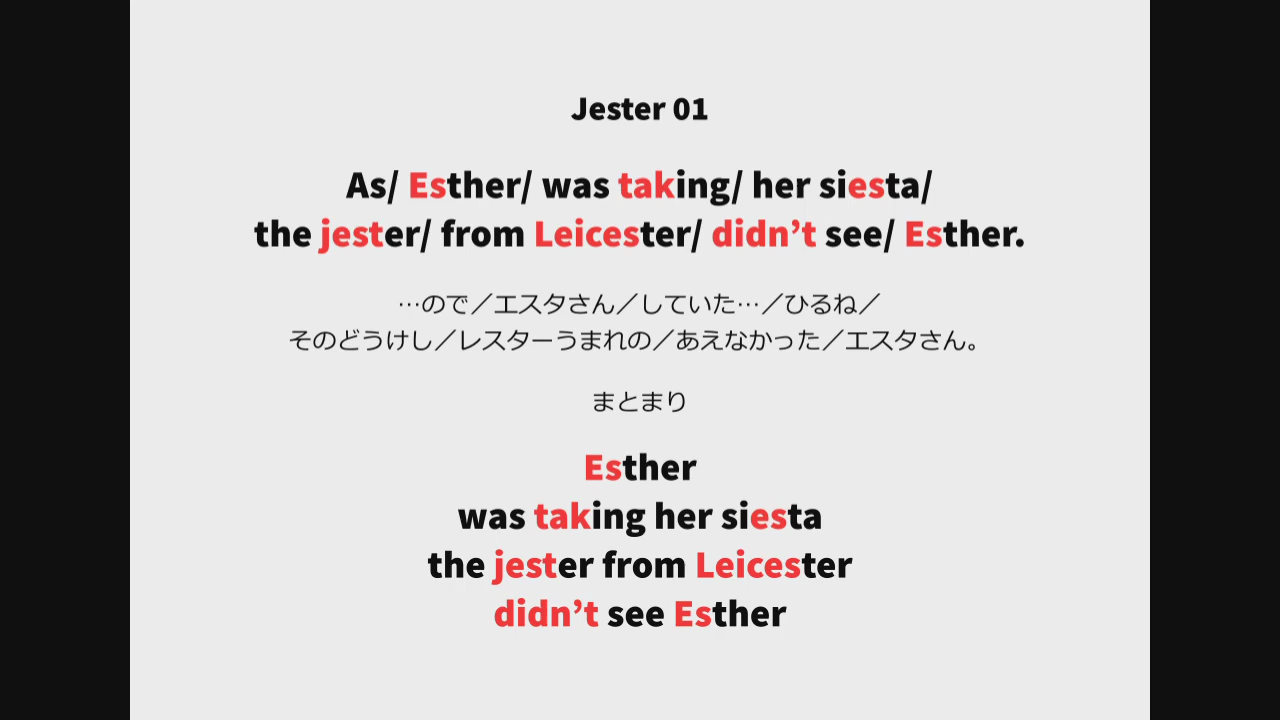 Jester 01
As/ Esther/ was taking/ her siesta/
the jester/ from Leicester/ didn’t see/ Esther.
…ので／エスタさん／していた…／ひるね／
そのどうけし／レスターうまれの／あえなかった／エスタさん。
まとまり
Esther
was taking her siesta
the jester from Leicester
didn’t see Esther